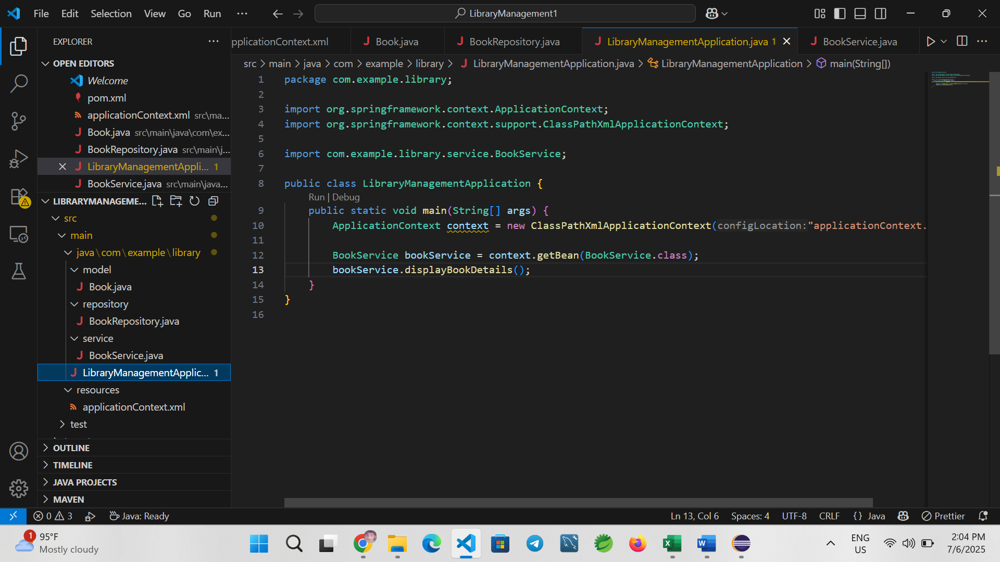 File Edit Selection View Go Run ··· LibraryManagement1
EXPLORER ···
OPEN EDITORS
Welcome
pom.xml
applicationContext.xml src\ma...
Book.java src\main\java\com\ex...
BookRepository.java src\main\j...
LibraryManagementAppli... 1
BookService.java src\main\java...
LIBRARYMANAGEME...
src
main
java\com\example\library
model
Book.java
repository
BookRepository.java
service
BookService.java
LibraryManagementApplic... 1
resources
applicationContext.xml
test
OUTLINE
TIMELINE
JAVA PROJECTS
MAVEN
pplicationContext.xml Book.java BookRepository.java LibraryManagementApplication.java 1 BookService.java ···
src > main > java > com > example > library > LibraryManagementApplication.java > LibraryManagementApplication > main(String[])
1 package com.example.library;
2
3 import org.springframework.context.ApplicationContext;
4 import org.springframework.context.support.ClassPathXmlApplicationContext;
5
6 import com.example.library.service.BookService;
7
8 public class LibraryManagementApplication {
Run | Debug
9 public static void main(String[] args) {
10 ApplicationContext context = new ClassPathXmlApplicationContext(configLocation:"applicationContext.
11
12 BookService bookService = context.getBean(BookService.class);
13 bookService.displayBookDetails();
14 }
15 }
16
0 3 Java: Ready Ln 13, Col 6 Spaces: 4 UTF-8 CRLF {} Java Prettier
1 95°F
Mostly cloudy
ENG
US
2:04 PM
7/6/2025